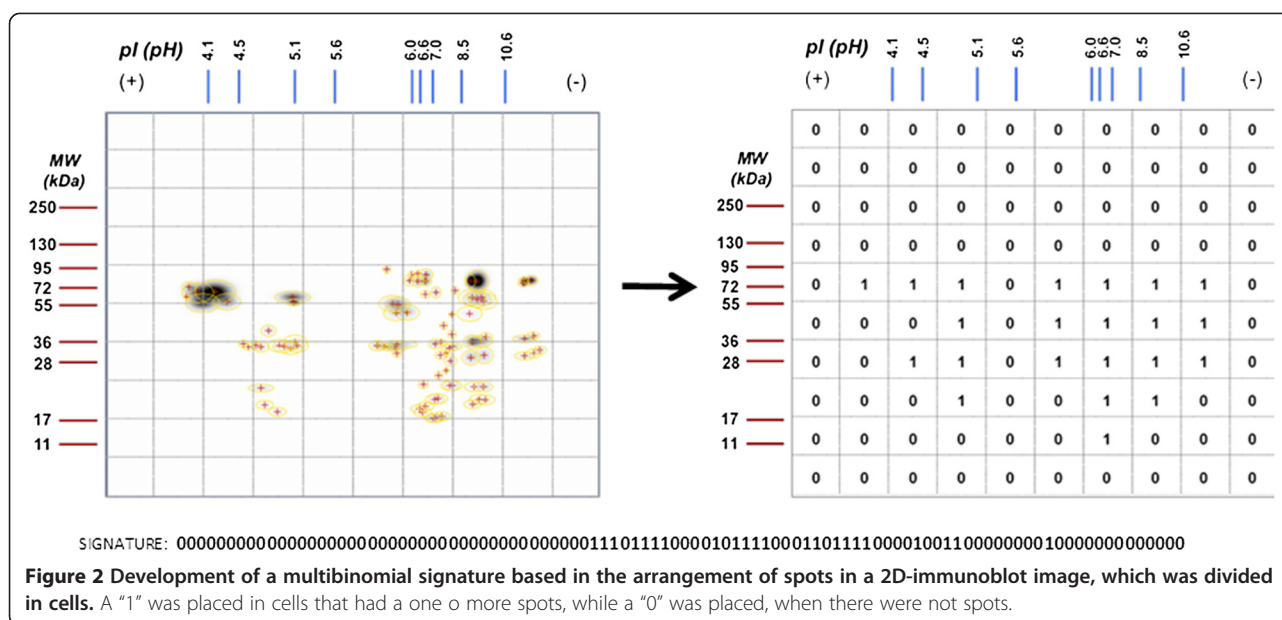 pI (pH) 4.1 4.5 5.1 5.6 6.0 6.6 7.0 8.5 10.6
(+) (-)
MW
(kDa)
250
130
95
72
55
36
28
17
11
pI (pH) 4.1 4.5 5.1 5.6 6.0 6.6 7.0 8.5 10.6
(+) (-)
MW
(kDa)
250
130
95
72
55
36
28
17
11
0 0 0 0 0 0 0 0 0 0
0 0 0 0 0 0 0 0 0 0
0 0 0 0 0 0 0 0 0 0
0 0 0 0 0 0 0 0 0 0
0 1 1 1 0 1 1 1 1 0
0 0 0 1 0 1 1 1 1 0
0 0 1 1 0 1 1 1 1 0
0 0 0 1 0 0 1 1 0 0
0 0 0 0 0 0 1 0 0 0
0 0 0 0 0 0 0 0 0 0
SIGNATURE: 0000000000000000000000000000000000000000011101111000010111100011011110000100110000000010000000000000
Figure 2 Development of a multibinomial signature based in the arrangement of spots in a 2D-immunoblot image, which was divided
in cells. A “1” was placed in cells that had a one o more spots, while a “0” was placed, when there were not spots.